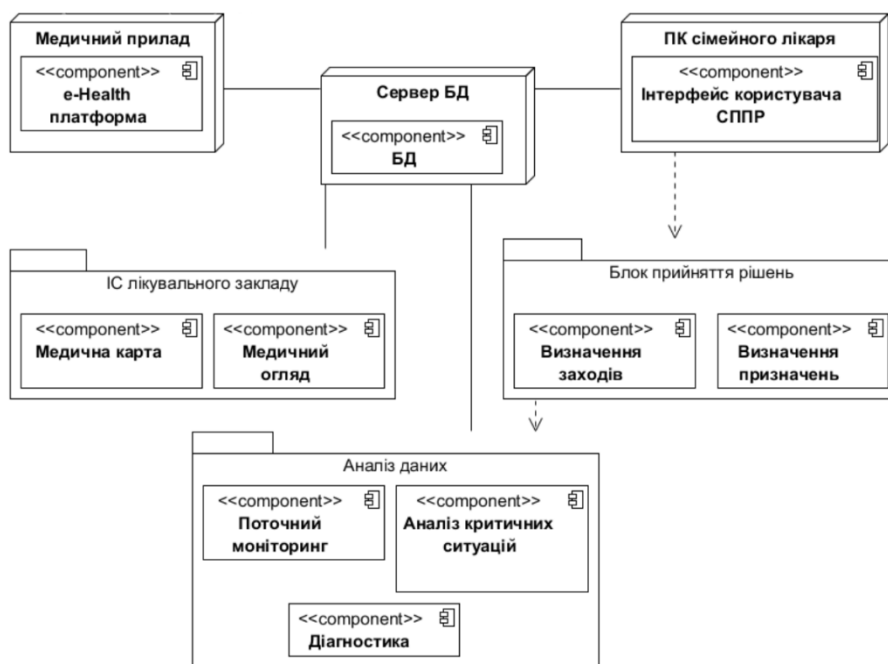 Медичний прилад
<<component>>
e-Health
платформа
Сервер БД
<<component>>
БД
ПК сімейного лікаря
<<component>>
Інтерфейс користувача
СППР
ІС лікувального закладу
<<component>>
Медична карта
<<component>>
Медичний
огляд
Блок прийняття рішень
<<component>>
Визначення
заходів
<<component>>
Визначення
призначень
Аналіз даних
<<component>>
Поточний
моніторинг
<<component>>
Аналіз критичних
ситуацій
<<component>>
Діагностика